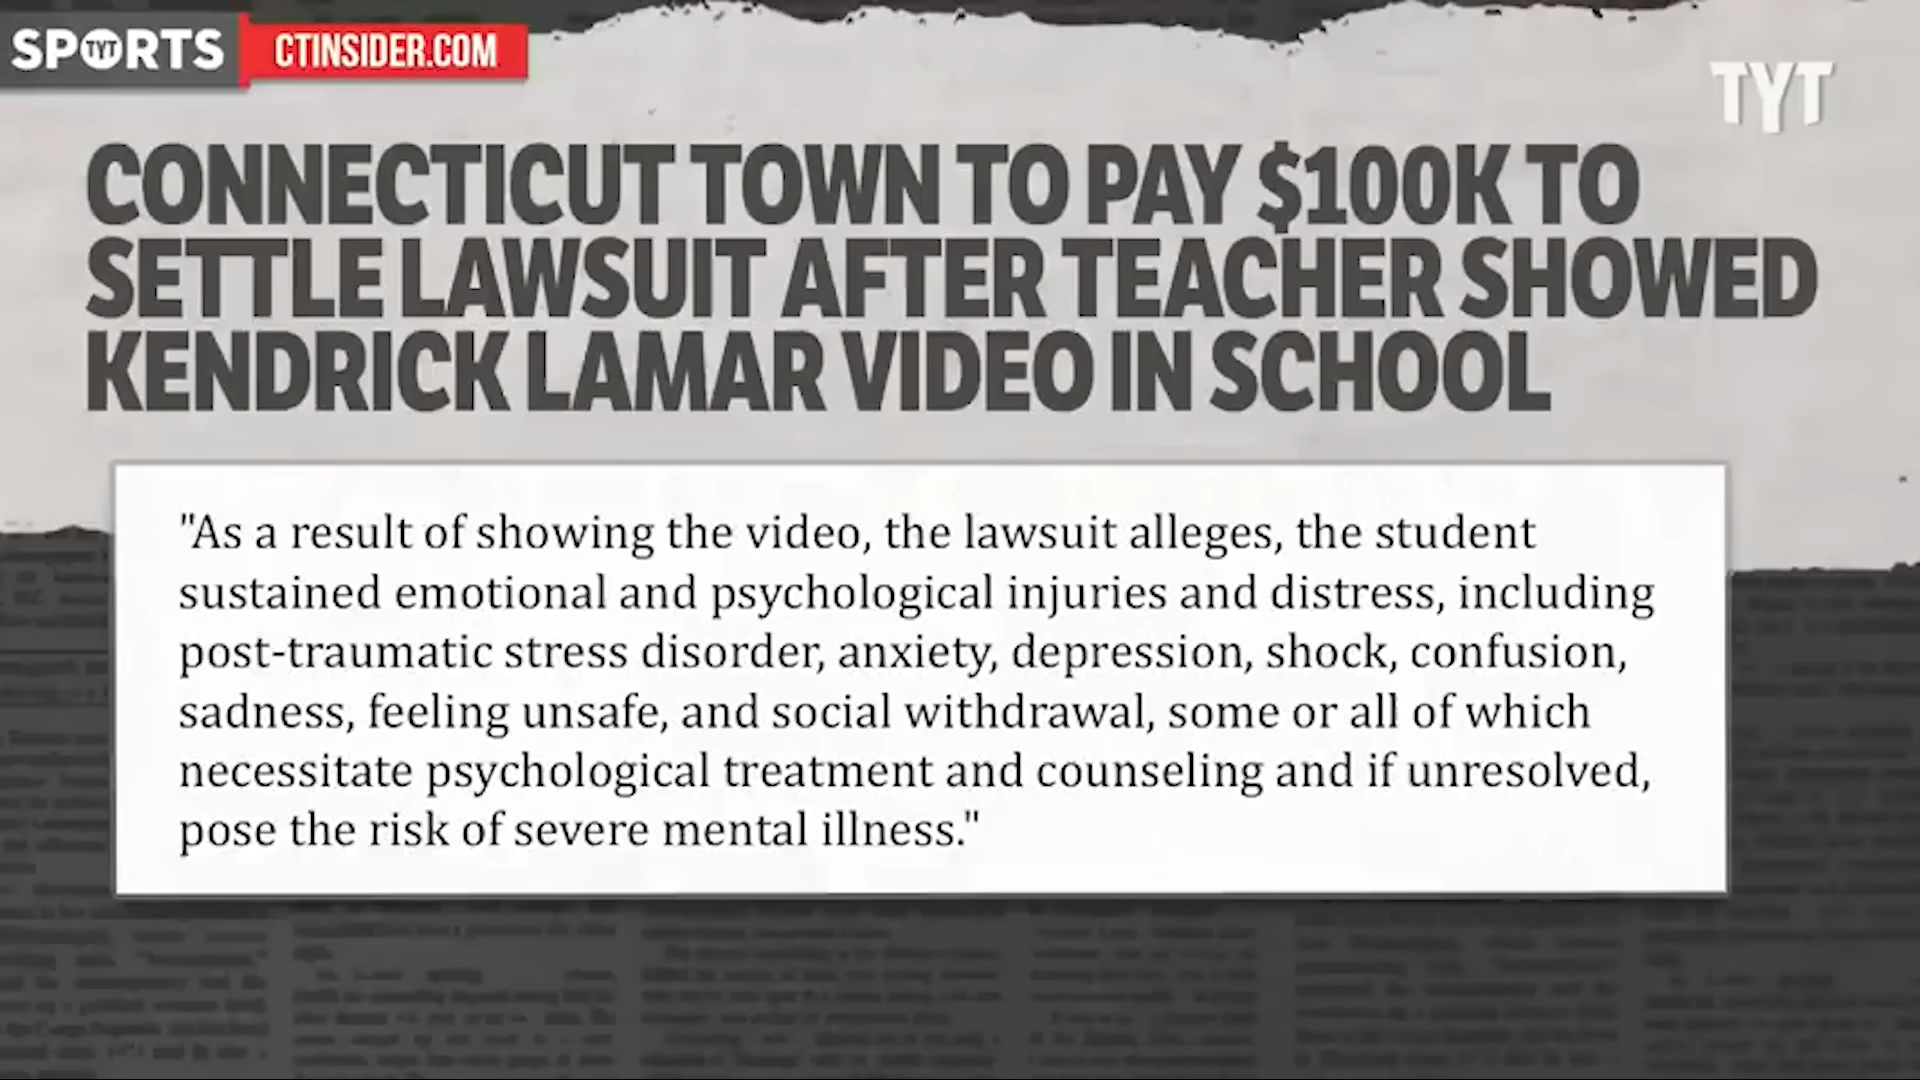 SPORTS
TYT
CTINSIDER.COM
TYT
CONNECTICUT TOWN TO PAY $100K TO
SETTLE LAWSUIT AFTER TEACHER SHOWED
KENDRICK LAMAR VIDEO IN SCHOOL
"As a result of showing the video, the lawsuit alleges, the student
sustained emotional and psychological injuries and distress, including
post-traumatic stress disorder, anxiety, depression, shock, confusion,
sadness, feeling unsafe, and social withdrawal, some or all of which
necessitate psychological treatment and counseling and if unresolved,
pose the risk of severe mental illness."